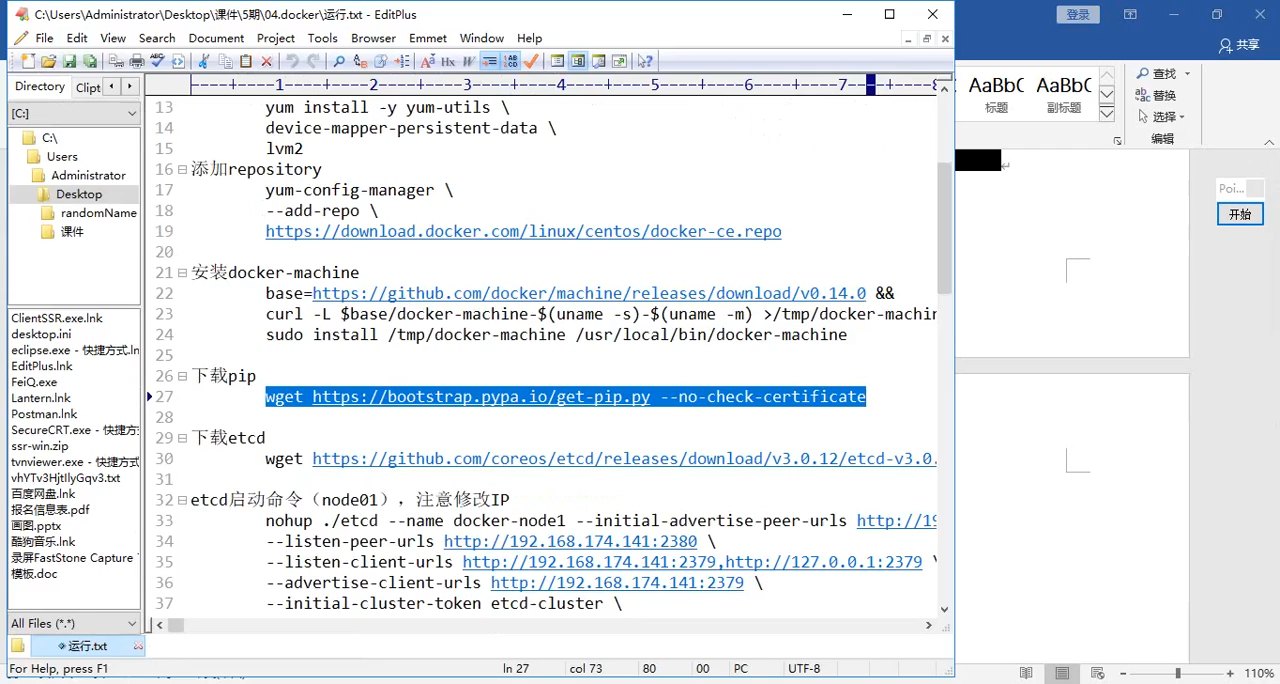 C:\Users\Administrator\Desktop\课件\5期\04.docker\运行.txt - EditPlus
登录
File Edit View Search Document Project Tools Browser Emmet Window Help
共享
Directory Clipt
[C:]
C:\
Users
Administrator
Desktop
randomName
课件
ClientSSR.exe.lnk
desktop.ini
eclipse.exe - 快捷方式.ln
EditPlus.lnk
FeiQ.exe
Lantern.lnk
Postman.lnk
SecureCRT.exe - 快捷方
ssr-win.zip
tvnviewer.exe - 快捷方式
vhYTv3HjtIlyGqv3.txt
百度网盘.lnk
报名信息表.pdf
画图.pptx
酷狗音乐.lnk
录屏FastStone Capture
模板.doc
All Files (*.*)
运行.txt
----+----1----+----2----+----3----+----4----+----5----+----6----+----7----+----8
13 yum install -y yum-utils \
14 device-mapper-persistent-data \
15 lvm2
16 添加repository
17 yum-config-manager \
18 --add-repo \
19 https://download.docker.com/linux/centos/docker-ce.repo
20
21 安装docker-machine
22 base=https://github.com/docker/machine/releases/download/v0.14.0 &&
23 curl -L $base/docker-machine-$(uname -s)-$(uname -m) >/tmp/docker-machin
24 sudo install /tmp/docker-machine /usr/local/bin/docker-machine
25
26 下载pip
27 wget https://bootstrap.pypa.io/get-pip.py --no-check-certificate
28
29 下载etcd
30 wget https://github.com/coreos/etcd/releases/download/v3.0.12/etcd-v3.0.
31
32 etcd启动命令（node01），注意修改IP
33 nohup ./etcd --name docker-node1 --initial-advertise-peer-urls http://19
34 --listen-peer-urls http://192.168.174.141:2380 \
35 --listen-client-urls http://192.168.174.141:2379,http://127.0.0.1:2379 \
36 --advertise-client-urls http://192.168.174.141:2379 \
37 --initial-cluster-token etcd-cluster \
For Help, press F1 ln 27 col 73 80 00 PC UTF-8
AaBbC AaBbC
标题 副标题
查找
替换
选择
编辑
Poi...
开始
110%